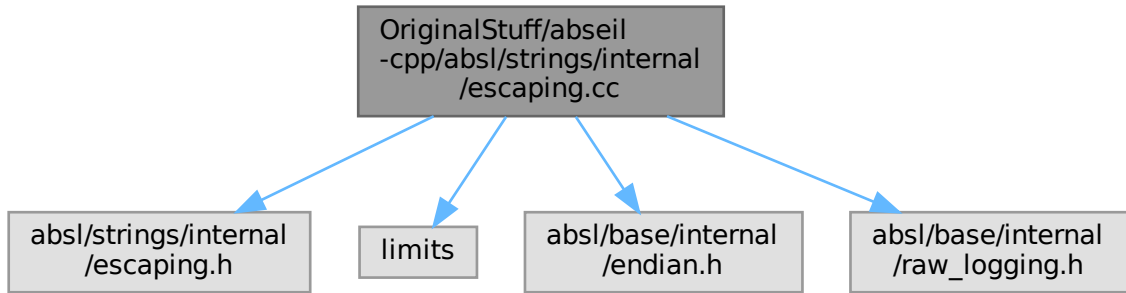 OriginalStuff/abseil
-cpp/absl/strings/internal
/escaping.cc
absl/strings/internal
/escaping.h
limits
absl/base/internal
/endian.h
absl/base/internal
/raw_logging.h